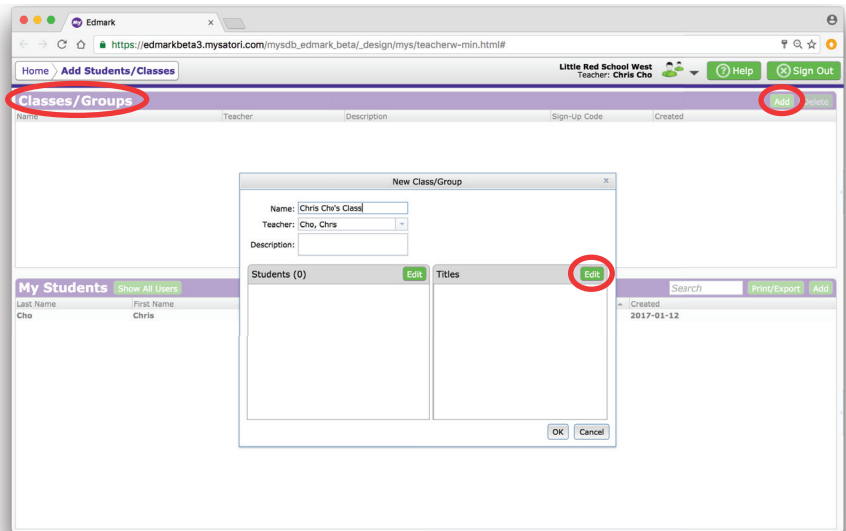 My Edmark ×
https://edmarkbeta3.mysatori.com/mysdb_edmark_beta/_design/mys/teacherw-min.html#
Home Add Students/Classes
Little Red School West
Teacher: Chris Cho
? Help
Sign Out
Classes/Groups
Add Delete
Name Teacher Description Sign-Up Code Created
New Class/Group x
Name: Chris Cho's Class
Teacher: Cho, Chrs
Description:
Students (0) Edit Titles Edit
My Students Show All Users Search Print/Export Add
Last Name First Name Created
Cho Chris 2017-01-12
OK Cancel